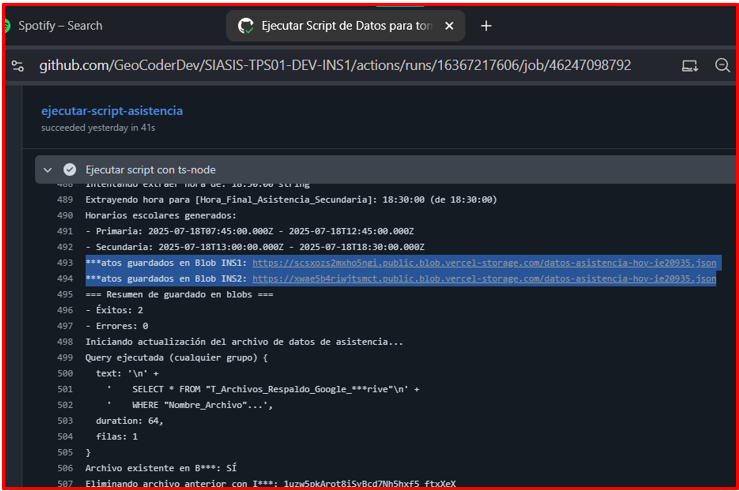 Spotify – Search
Ejecutar Script de Datos para ton
github.com/GeoCoderDev/SIASIS-TPS01-DEV-INS1/actions/runs/16367217606/job/46247098792
ejecutar-script-asistencia
succeeded yesterday in 41s
Ejecutar script con ts-node
488 Intentando extraer hora de: 18:30:00 string
489 Extrayendo hora para [Hora_Final_Asistencia_Secundaria]: 18:30:00 (de 18:30:00)
490 Horarios escolares generados:
491 - Primaria: 2025-07-18T07:45:00.000Z - 2025-07-18T12:45:00.000Z
492 - Secundaria: 2025-07-18T13:00:00.000Z - 2025-07-18T18:30:00.000Z
493 ***atos guardados en Blob INS1: https://scsxozs2mxho5ngi.public.blob.vercel-storage.com/datos-asistencia-hoy-ie20935.json
494 ***atos guardados en Blob INS2: https://xwae5b4riwjtsmct.public.blob.vercel-storage.com/datos-asistencia-hoy-ie20935.json
495 === Resumen de guardado en blobs ===
496 - Éxitos: 2
497 - Errores: 0
498 Iniciando actualización del archivo de datos de asistencia...
499 Query ejecutada (cualquier grupo) {
500 text: '\n' +
501 '    SELECT * FROM "T_Archivos_Respaldo_Google_***rive"\n' +
502 '    WHERE "Nombre_Archivo"...',
503 duration: 64,
504 filas: 1
505 }
506 Archivo existente en B***: SÍ
507 Eliminando archivo anterior con I***: 1uzw5pkArot8iSyBcd7Nh5hxf5_ftxXeX